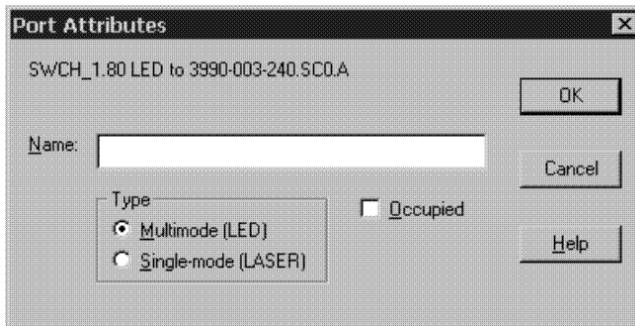 Port Attributes
SWCH_1.80 LED to 3990-003-240.SC0.A
OK
Name:
Cancel
Type
Occupied
Multimode (LED)
Help
Single-mode (LASER)